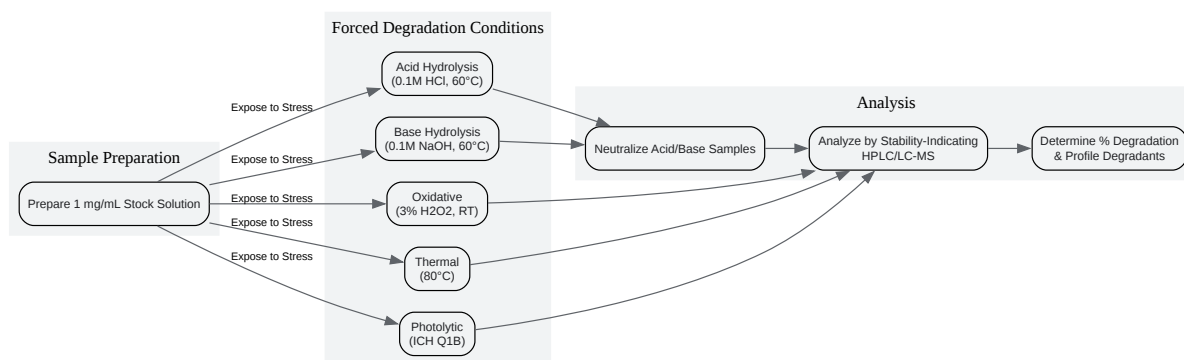 Sample Preparation
Prepare 1 mg/mL Stock Solution
Expose to Stress
Expose to Stress
Expose to Stress
Expose to Stress
Expose to Stress
Forced Degradation Conditions
Acid Hydrolysis
(0.1M HCl, 60°C)
Base Hydrolysis
(0.1M NaOH, 60°C)
Oxidative
(3% H2O2, RT)
Thermal
(80°C)
Photolytic
(ICH Q1B)
Analysis
Neutralize Acid/Base Samples
Analyze by Stability-Indicating
HPLC/LC-MS
Determine % Degradation
& Profile Degradants